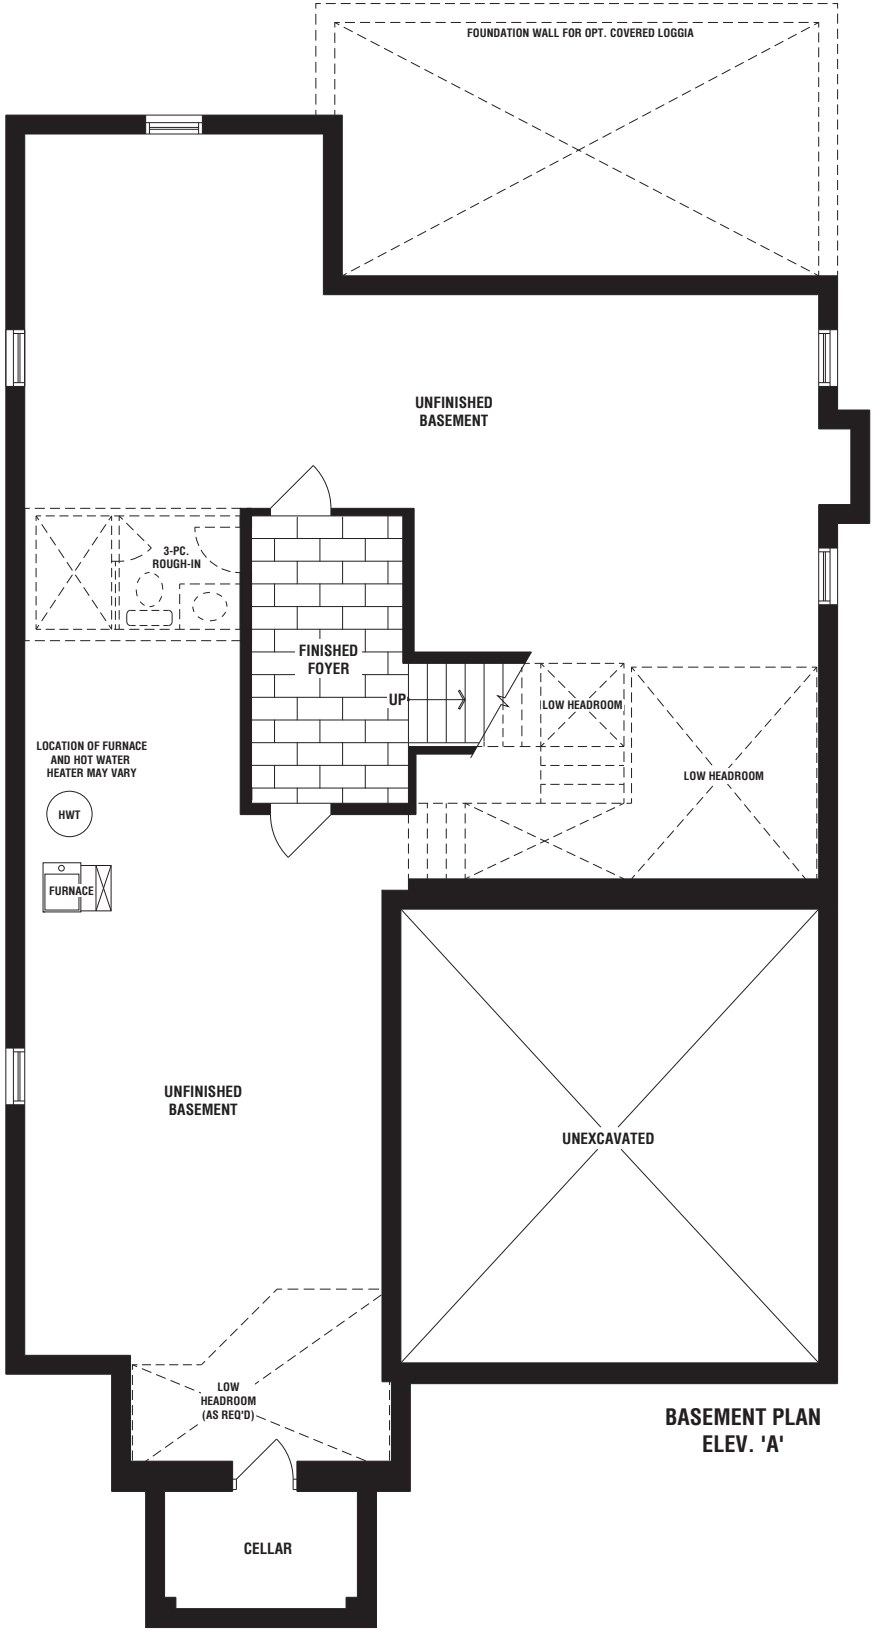 FOUNDATION WALL FOR OPT. COVERED LOGGIA
UNFINISHED
BASEMENT
3-PC.
ROUGH-IN
FINISHED
FOYER
UP
LOW HEADROOM
LOW HEADROOM
LOCATION OF FURNACE
AND HOT WATER
HEATER MAY VARY
HWT
FURNACE
UNFINISHED
BASEMENT
UNEXCAVATED
LOW
HEADROOM
(AS REQ'D)
BASEMENT PLAN
ELEV. 'A'
CELLAR